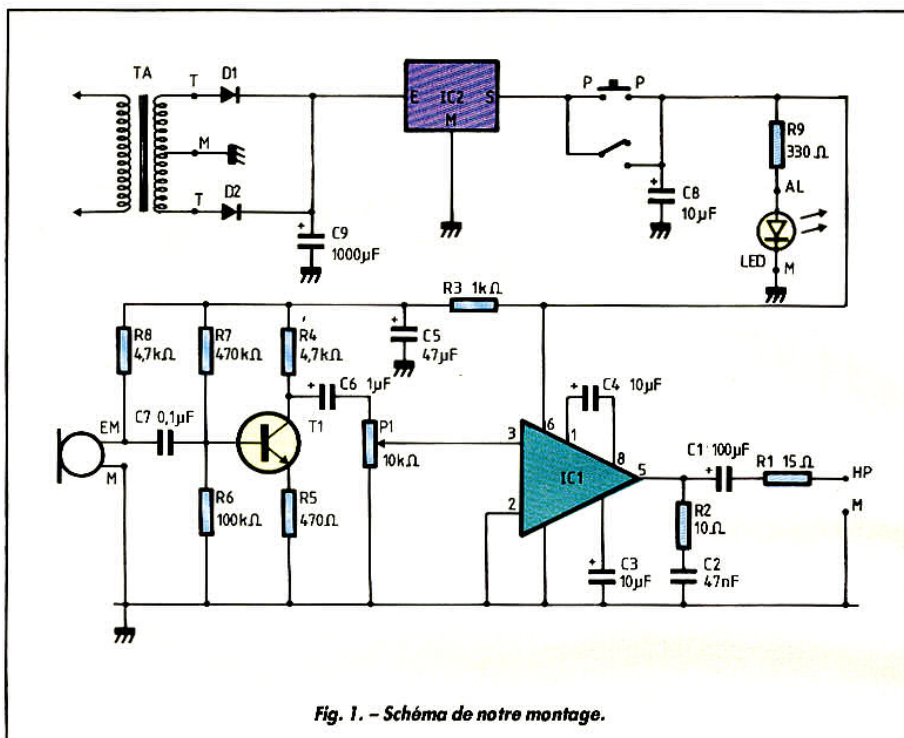 TA
T
D1
M
T
D2
C9
1000µF
E
IC2
S
M
P
P
C8
10µF
R9
330 Ω
AL
LED
M
R3 1kΩ
R8
4,7kΩ
R7
470kΩ
R4
4,7kΩ
C5
47µF
C6 1µF
C4 10µF
EM
C7 0,1µF
M
T1
P1
10kΩ
3
6
1
8
IC1
5
2
C1 100µF
R1 15Ω
HP
M
R6
100kΩ
R5
470Ω
R2
10Ω
C3
10µF
C2
47nF
Fig. 1. – Schéma de notre montage.